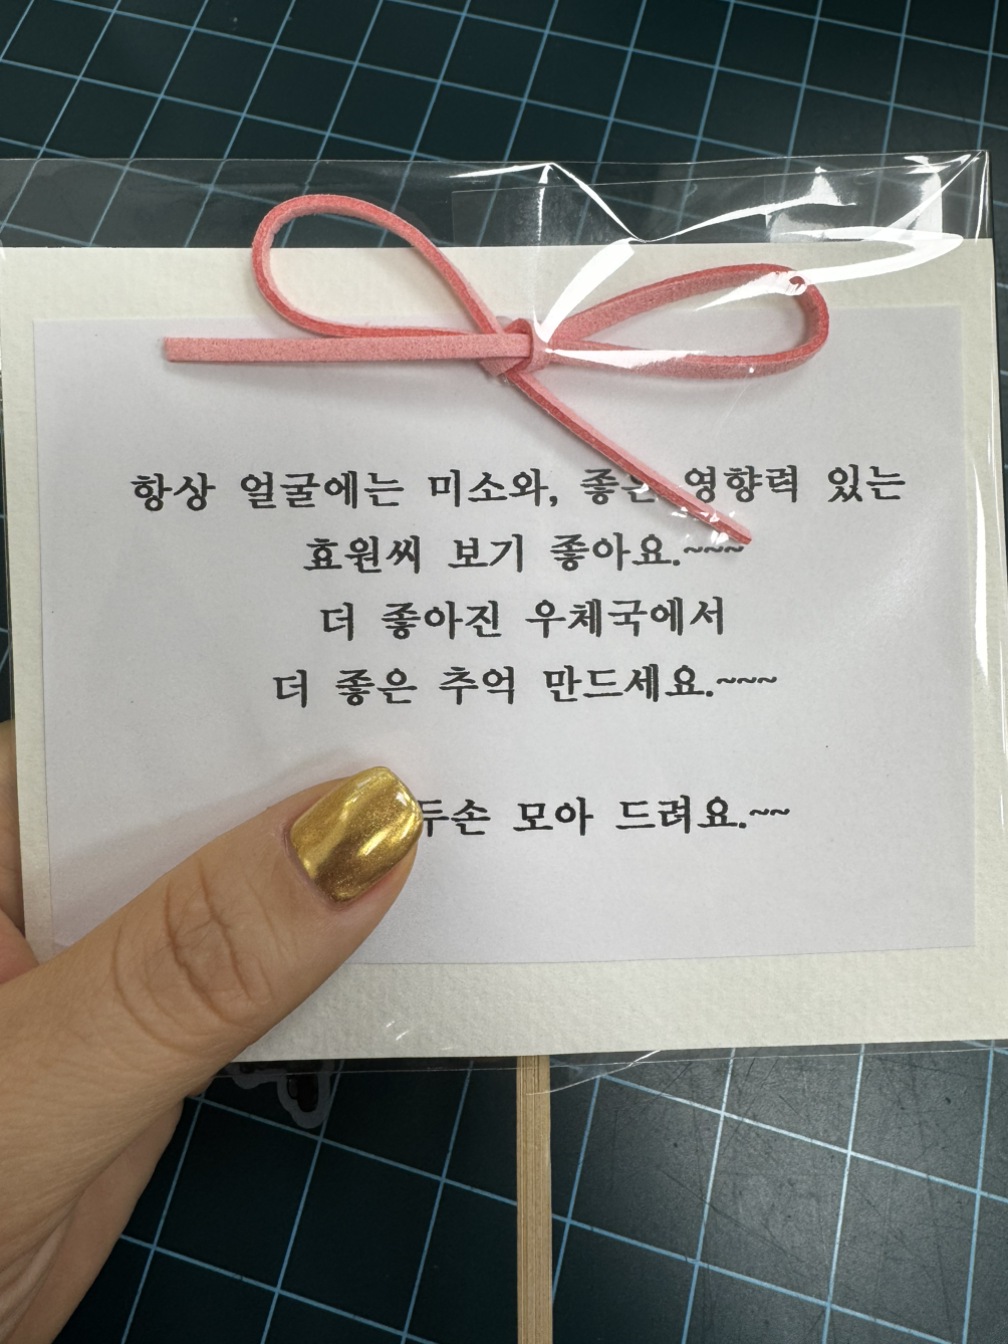 항상 얼굴에는 미소와, 좋은 영향력 있는
효원씨 보기 좋아요.~~~
더 좋아진 우체국에서
더 좋은 추억 만드세요.~~~
두손 모아 드려요.~~